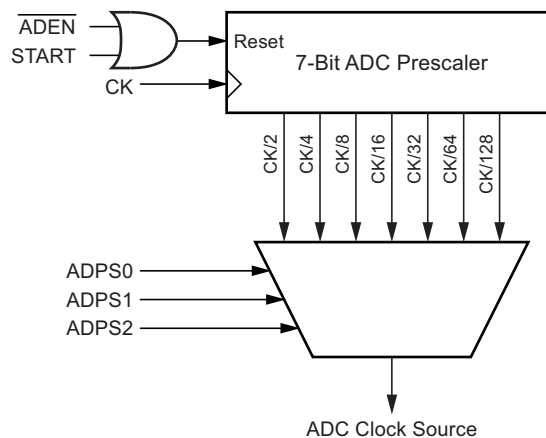 ADEN
START
CK
Reset
7-Bit ADC Prescaler
CK/2
CK/4
CK/8
CK/16
CK/32
CK/64
CK/128
ADPS0
ADPS1
ADPS2
ADC Clock Source